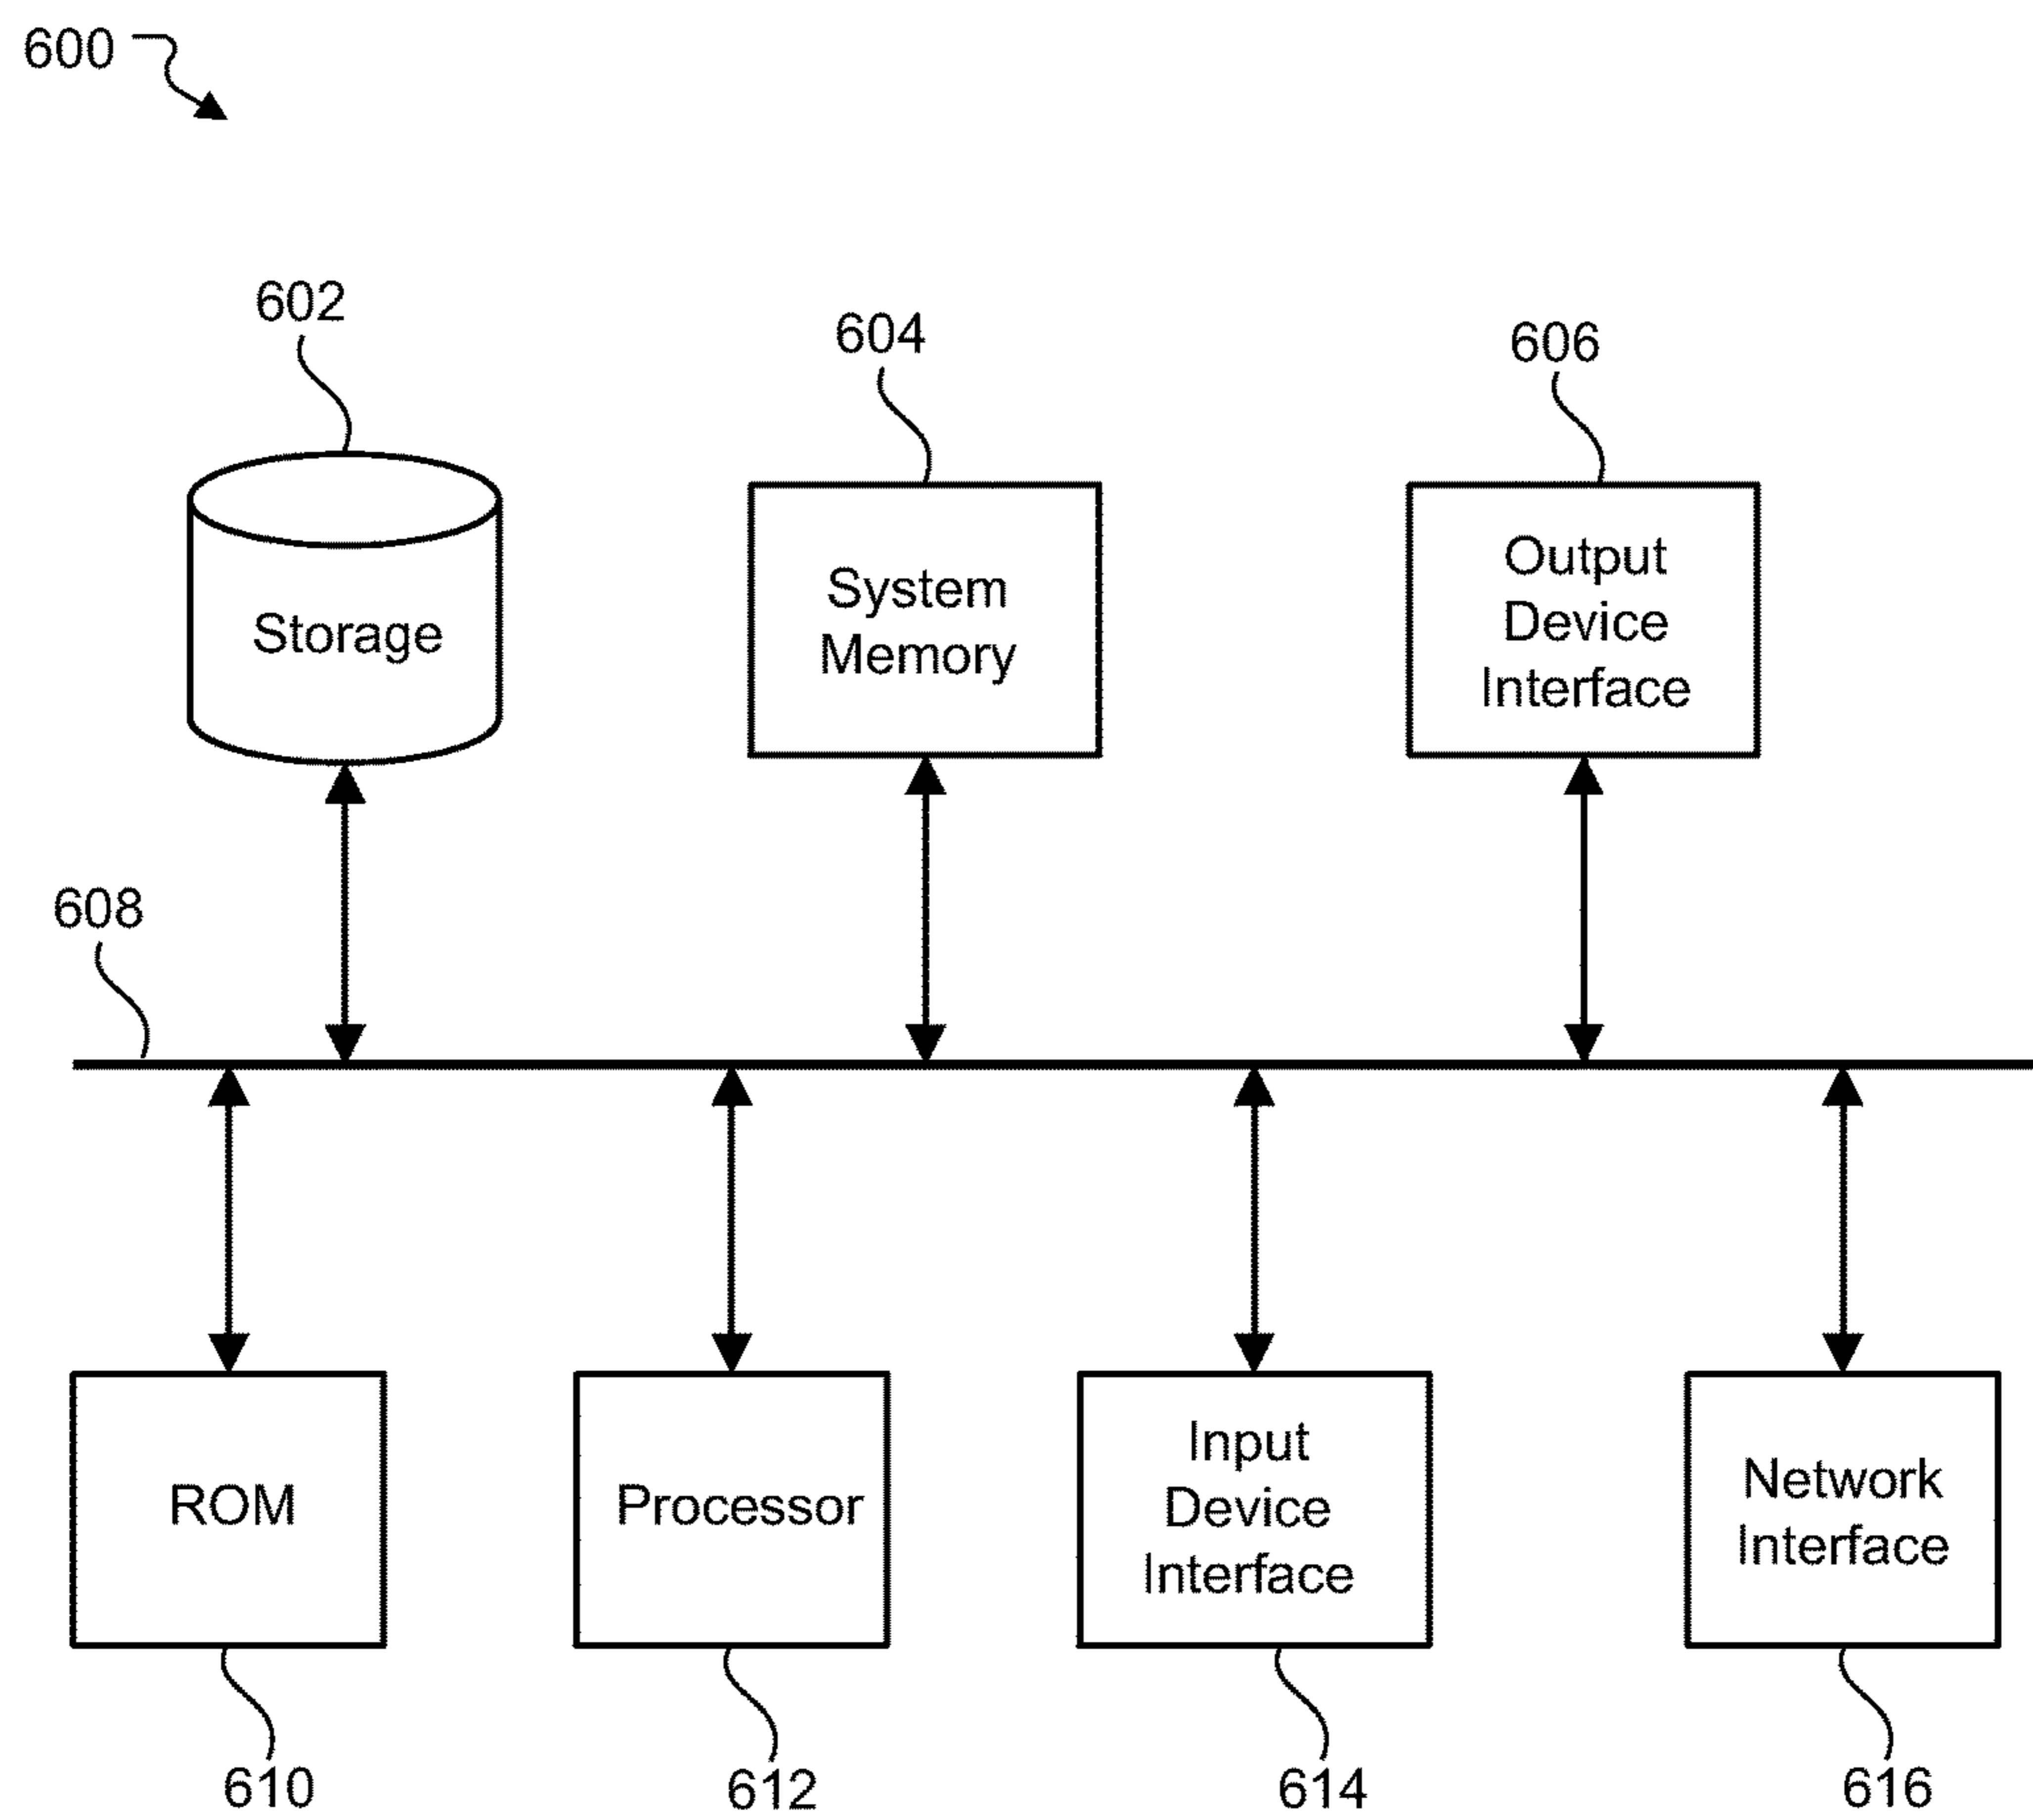 600
602
604
606
Storage
System
Memory
Output
Device
Interface
608
ROM
Processor
Input
Device
Interface
Network
Interface
610
612
614
616